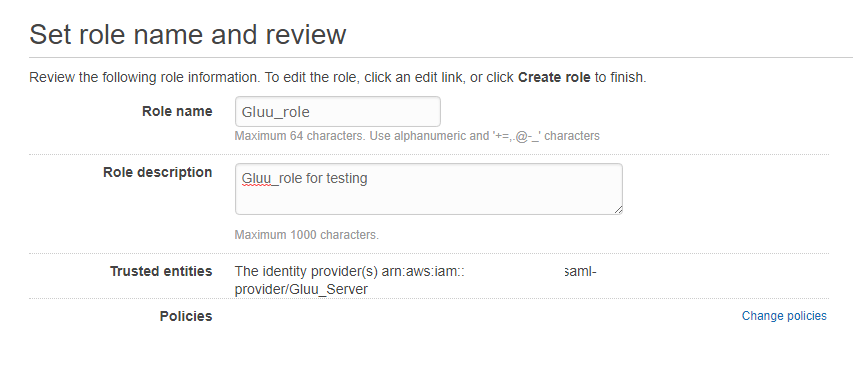 Set role name and review
Review the following role information. To edit the role, click an edit link, or click Create role to finish.
Role name
Gluu_role
Maximum 64 characters. Use alphanumeric and '+=,.@-_' characters
Role description
Gluu_role for testing
Maximum 1000 characters.
Trusted entities
The identity provider(s) arn:aws:iam:: saml-
provider/Gluu_Server
Policies
Change policies